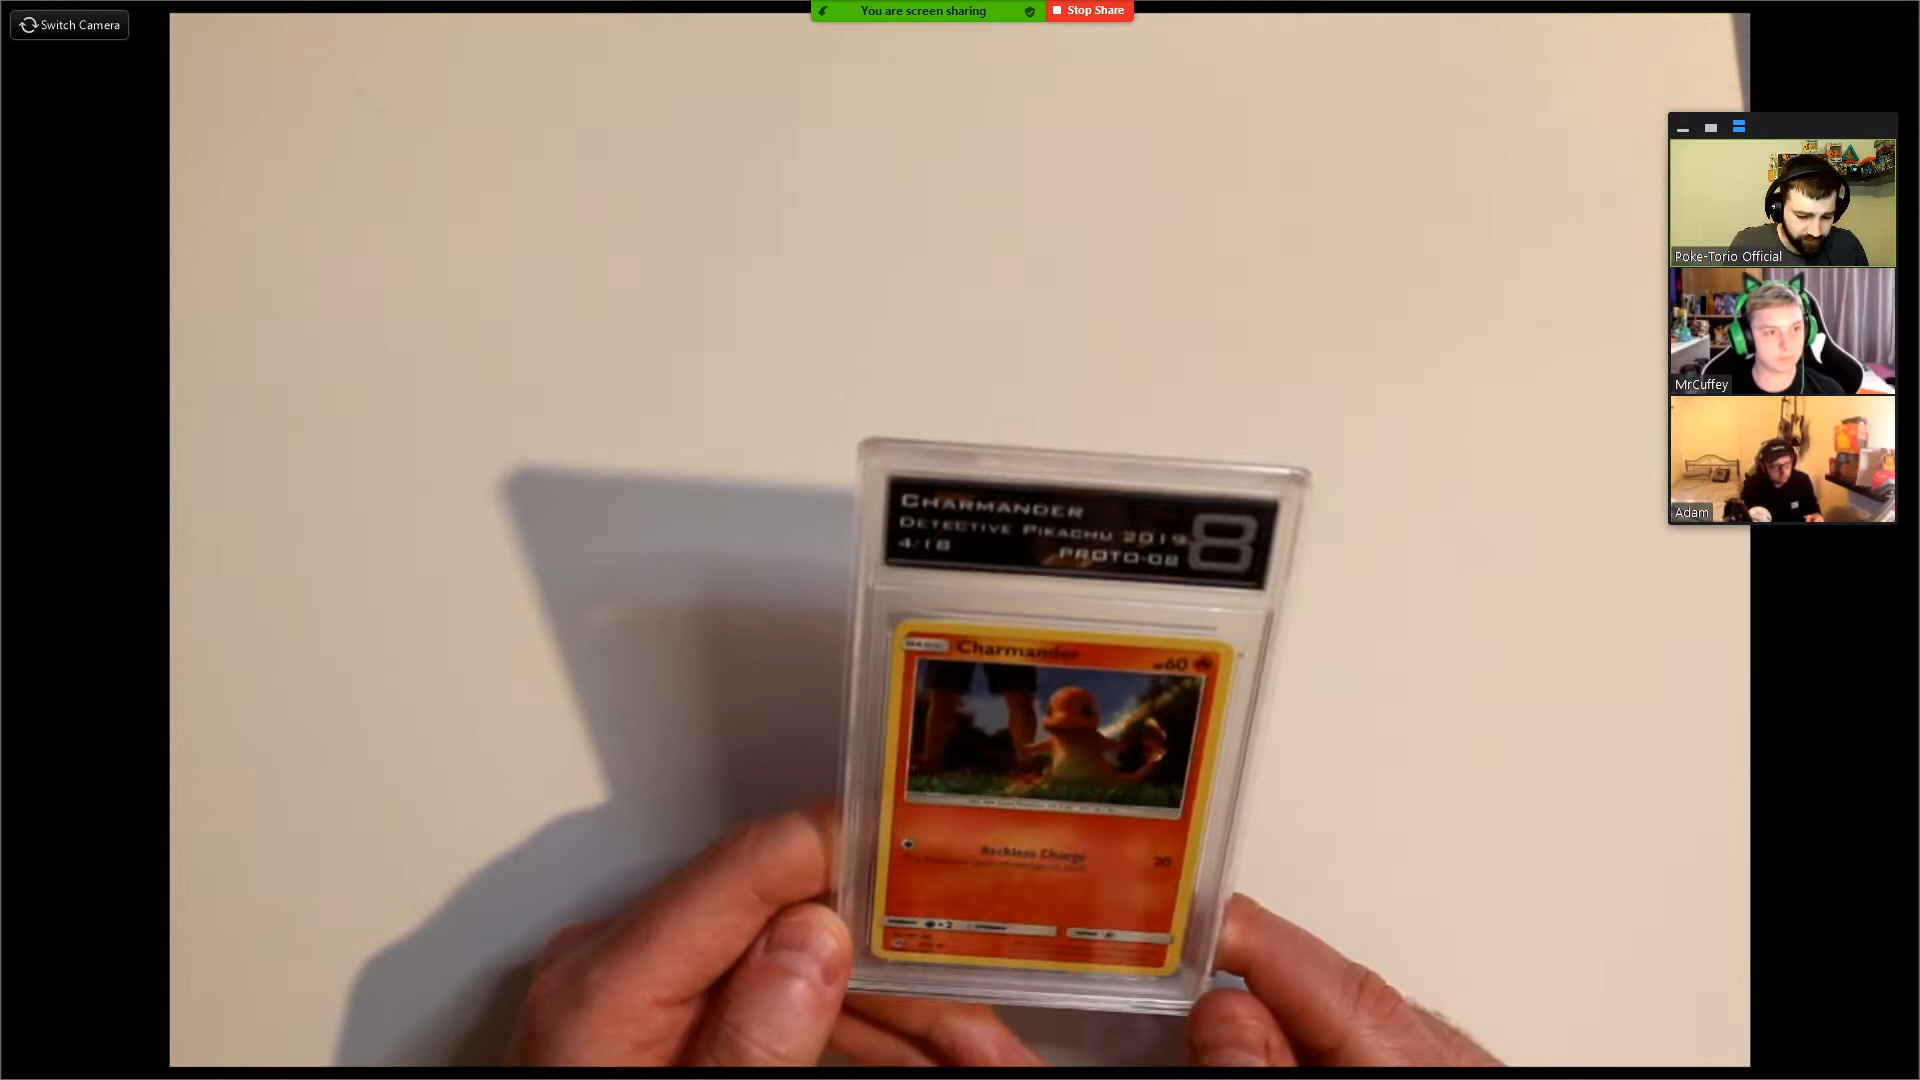 Switch Camera
You are screen sharing
Stop Share
Poke-Torio Official
MrCuffey
Adam
CHARMANDER
DETECTIVE PIKACHU 2019
4/18
PROTO-08
8
BASIC
Charmander
60
Reckless Charge
20